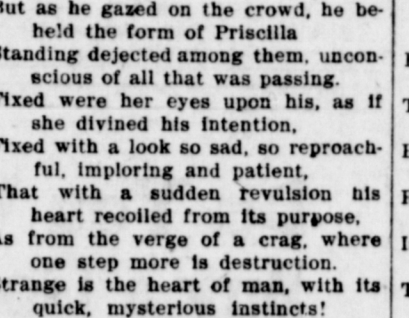 But as he gazed on the crowd, he be-
held the form of Priscilla
Standing dejected among them, uncon-
scious of all that was passing.
Fixed were her eyes upon his, as if
she divined his intention,
Fixed with a look so sad, so reproach-
ful, imploring and patient,
That with a sudden revulsion his
heart recoiled from its purpose,
As from the verge of a crag, where
one step more is destruction.
Strange is the heart of man, with its
quick, mysterious instincts!